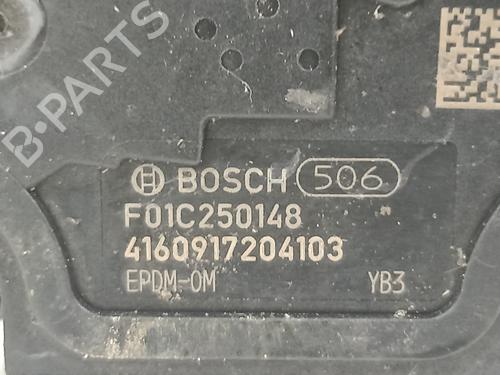 B-PARTS
BOSCH 506
F01C250148
4160917204103
EPDM-OM YB3